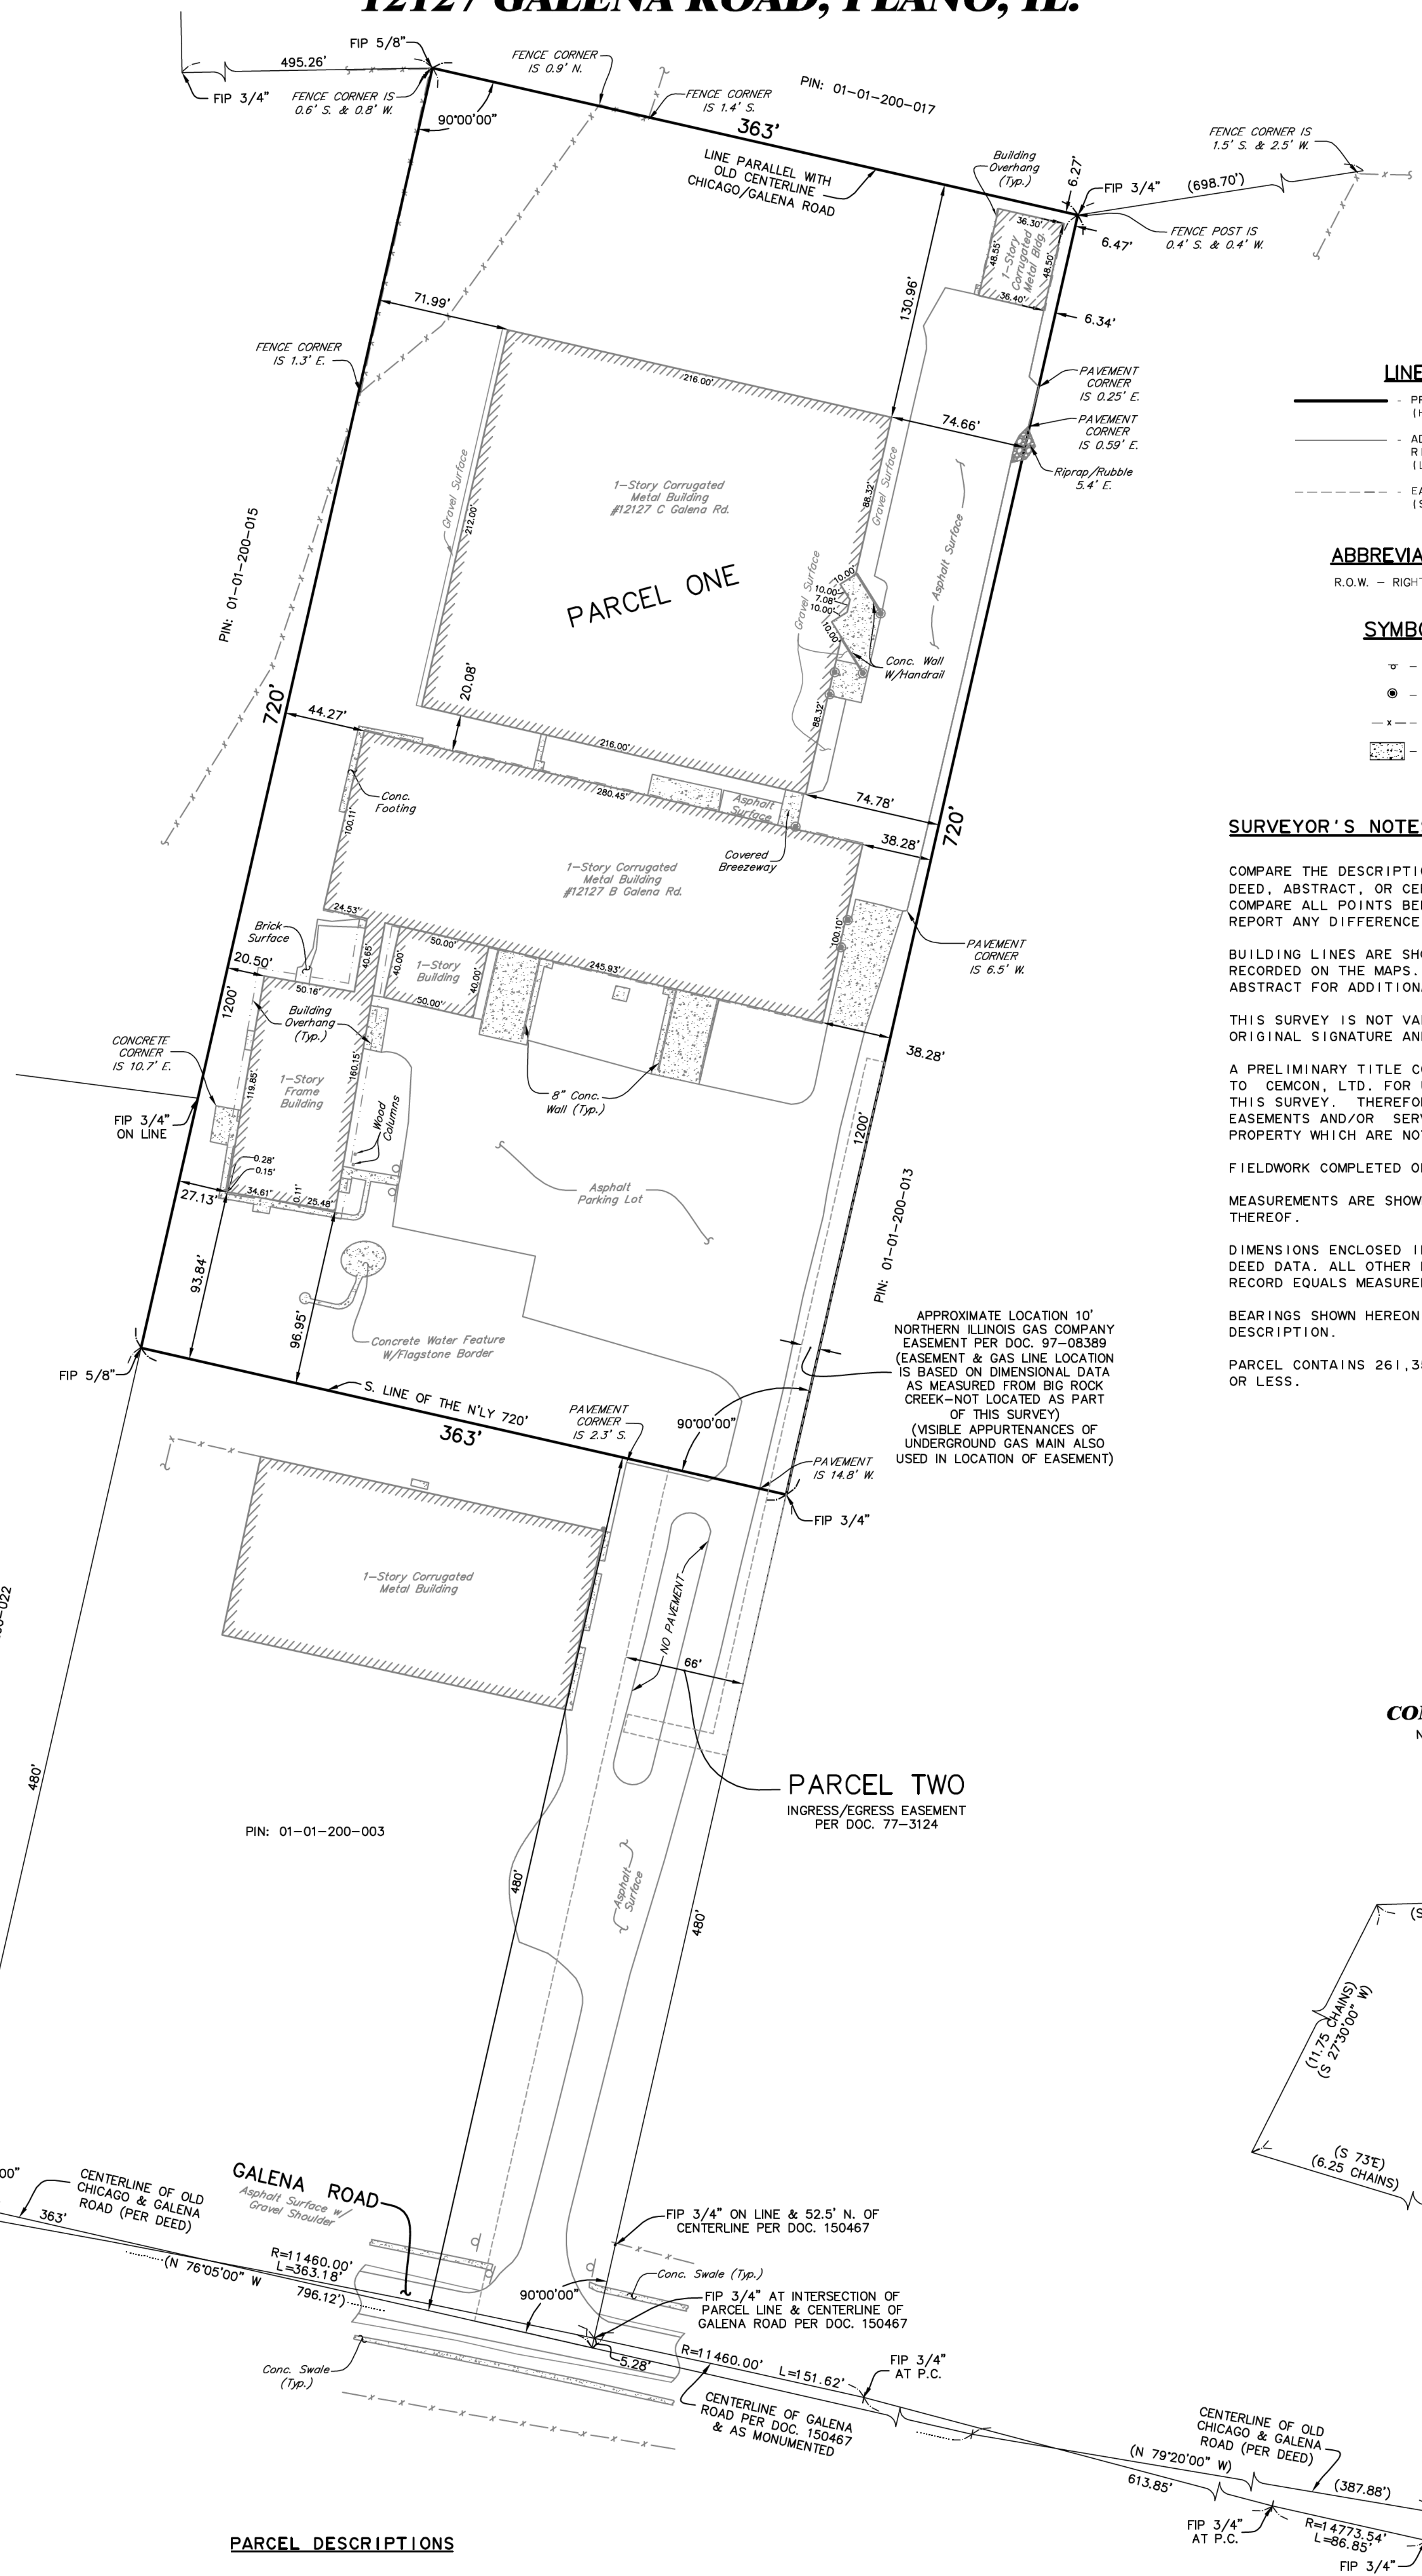 12127 GALENA ROAD, PLANO, IL.
FIP 5/8"
495.26'
FIP 3/4"
FENCE CORNER IS
0.6' S. & 0.8' W.
90°00'00"
FENCE CORNER
IS 0.9' N.
FENCE CORNER
IS 1.4' S.
363'
PIN: 01-01-200-017
LINE PARALLEL WITH
OLD CENTERLINE
CHICAGO/GALENA ROAD
Building
Overhang
(Typ.)
6.27'
FIP 3/4"
(698.70')
FENCE CORNER IS
1.5' S. & 2.5' W.
FENCE POST IS
0.4' S. & 0.4' W.
6.47'
36.30'
48.55'
1-Story
Corrugated
Metal Bldg.
48.50'
36.40'
6.34'
130.96'
71.99'
FENCE CORNER
IS 1.3' E.
216.00'
PAVEMENT
CORNER
IS 0.25' E.
74.66'
PAVEMENT
CORNER
IS 0.59' E.
Riprap/Rubble
5.4' E.
Gravel Surface
212.00'
1-Story Corrugated
Metal Building
#12127 C Galena Rd.
88.32'
Gravel Surface
Asphalt Surface
PIN: 01-01-200-015
PARCEL ONE
Gravel Surface
10.00'
10.00'
7.08'
10.00'
10.00'
Conc. Wall
W/Handrail
720'
44.27'
20.08'
88.32'
216.00'
Conc.
Footing
280.45'
Asphalt
Surface
74.78'
720'
38.28'
100.11'
Covered
Breezeway
1-Story Corrugated
Metal Building
#12127 B Galena Rd.
24.53'
Brick
Surface
20.50'
40.65'
40.00'
50.00'
1-Story
Building
40.00'
50.00'
245.93'
100.10'
PAVEMENT
CORNER
IS 6.5' W.
50.16'
1200'
Building
Overhang
(Typ.)
CONCRETE
CORNER
IS 10.7' E.
119.85'
1-Story
Frame
Building
160.15'
Wood
Columns
8" Conc.
Wall (Typ.)
38.28'
1200'
FIP 3/4"
ON LINE
0.28'
0.15'
27.13'
34.61'
0.11'
25.48'
Asphalt
Parking Lot
PIN: 01-01-200-013
93.84'
96.95'
Concrete Water Feature
W/Flagstone Border
APPROXIMATE LOCATION 10'
NORTHERN ILLINOIS GAS COMPANY
EASEMENT PER DOC. 97-08389
(EASEMENT & GAS LINE LOCATION
IS BASED ON DIMENSIONAL DATA
AS MEASURED FROM BIG ROCK
CREEK-NOT LOCATED AS PART
OF THIS SURVEY)
(VISIBLE APPURTENANCES OF
UNDERGROUND GAS MAIN ALSO
USED IN LOCATION OF EASEMENT)
FIP 5/8"
S. LINE OF THE N'LY 720'
363'
PAVEMENT
CORNER
IS 2.3' S.
90°00'00"
PAVEMENT
IS 14.8' W.
FIP 3/4"
1-Story Corrugated
Metal Building
NO PAVEMENT
66'
PARCEL TWO
INGRESS/EGRESS EASEMENT
PER DOC. 77-3124
480'
PIN: 01-01-200-003
480'
Asphalt
Surface
480'
GALENA ROAD
Asphalt Surface w/
Gravel Shoulder
CENTERLINE OF OLD
CHICAGO & GALENA
ROAD (PER DEED)
363'
R=11460.00'
L=363.18'
(N 76°05'00" W
796.12')
90°00'00"
FIP 3/4" ON LINE & 52.5' N. OF
CENTERLINE PER DOC. 150467
Conc. Swale (Typ.)
FIP 3/4" AT INTERSECTION OF
PARCEL LINE & CENTERLINE OF
GALENA ROAD PER DOC. 150467
Conc. Swale
(Typ.)
5.28'
R=11460.00'
L=151.62'
FIP 3/4"
AT P.C.
CENTERLINE OF GALENA
ROAD PER DOC. 150467
& AS MONUMENTED
CENTERLINE OF OLD
CHICAGO & GALENA
ROAD (PER DEED)
(N 79°20'00" W)
(387.88')
613.85'
FIP 3/4"
AT P.C.
R=14773.54'
L=86.85'
FIP 3/4"
PARCEL DESCRIPTIONS
LINE
ABBREVIA
R.O.W. - RIGHT
SYMBO
SURVEYOR'S NOTES
COMPARE THE DESCRIPTIO
DEED, ABSTRACT, OR CE
COMPARE ALL POINTS BE
REPORT ANY DIFFERENCE
BUILDING LINES ARE SHO
RECORDED ON THE MAPS.
ABSTRACT FOR ADDITION
THIS SURVEY IS NOT VA
ORIGINAL SIGNATURE AN
A PRELIMINARY TITLE CO
TO CEMCON, LTD. FOR U
THIS SURVEY. THEREFO
EASEMENTS AND/OR SERV
PROPERTY WHICH ARE NO
FIELDWORK COMPLETED O
MEASUREMENTS ARE SHOW
THEREOF.
DIMENSIONS ENCLOSED I
DEED DATA. ALL OTHER
RECORD EQUALS MEASURE
BEARINGS SHOWN HEREON
DESCRIPTION.
PARCEL CONTAINS 261,35
OR LESS.
(11.75 CHAINS)
(S 27°30'00" W)
(S 73°E)
(6.25 CHAINS)